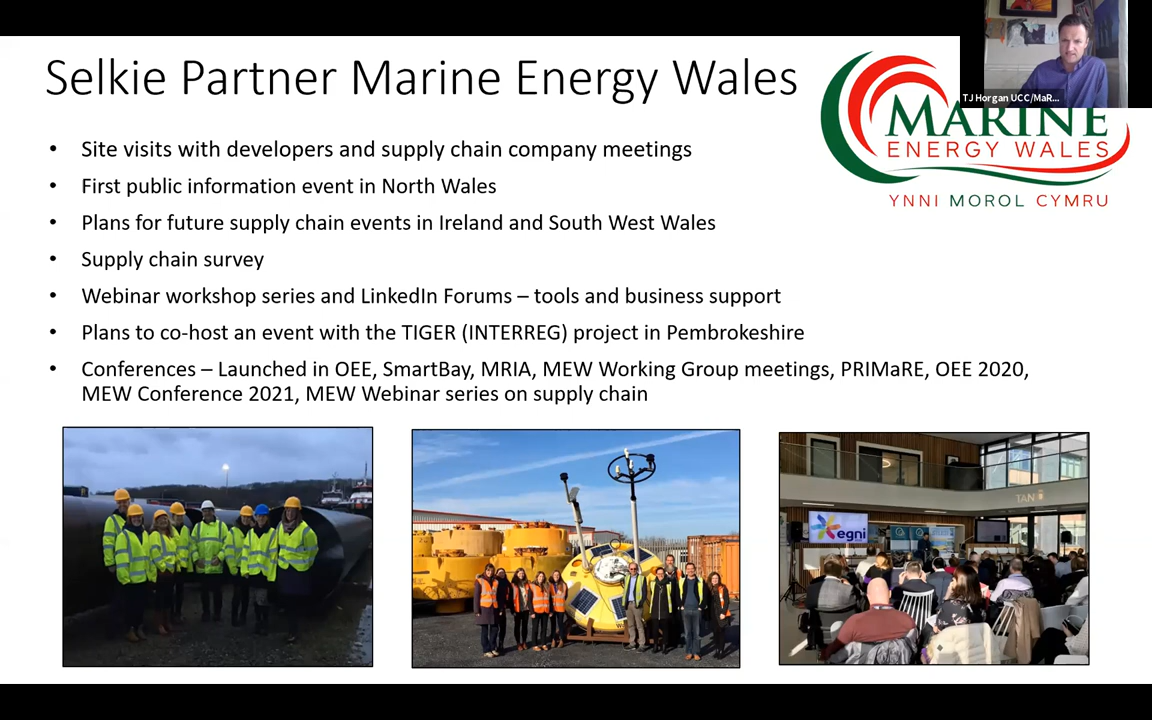 Selkie Partner Marine Energy Wales
TJ Horgan UCC/MaR...
MARINE
ENERGY WALES
YNNI MOROL CYMRU
• Site visits with developers and supply chain company meetings
• First public information event in North Wales
• Plans for future supply chain events in Ireland and South West Wales
• Supply chain survey
• Webinar workshop series and LinkedIn Forums – tools and business support
• Plans to co-host an event with the TIGER (INTERREG) project in Pembrokeshire
• Conferences – Launched in OEE, SmartBay, MRIA, MEW Working Group meetings, PRIMaRE, OEE 2020,
MEW Conference 2021, MEW Webinar series on supply chain
egni
TAN